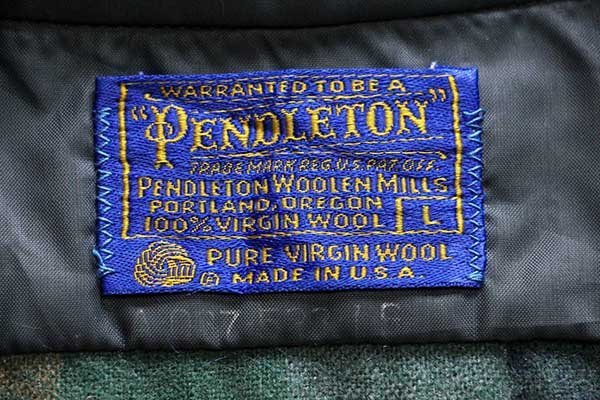 WARRANTED TO BE A
"PENDLETON"
TRADE MARK REG. U.S. PAT. OFF.
PENDLETON WOOLEN MILLS
PORTLAND, OREGON
100% VIRGIN WOOL
L
PURE VIRGIN WOOL
MADE IN U.S.A.